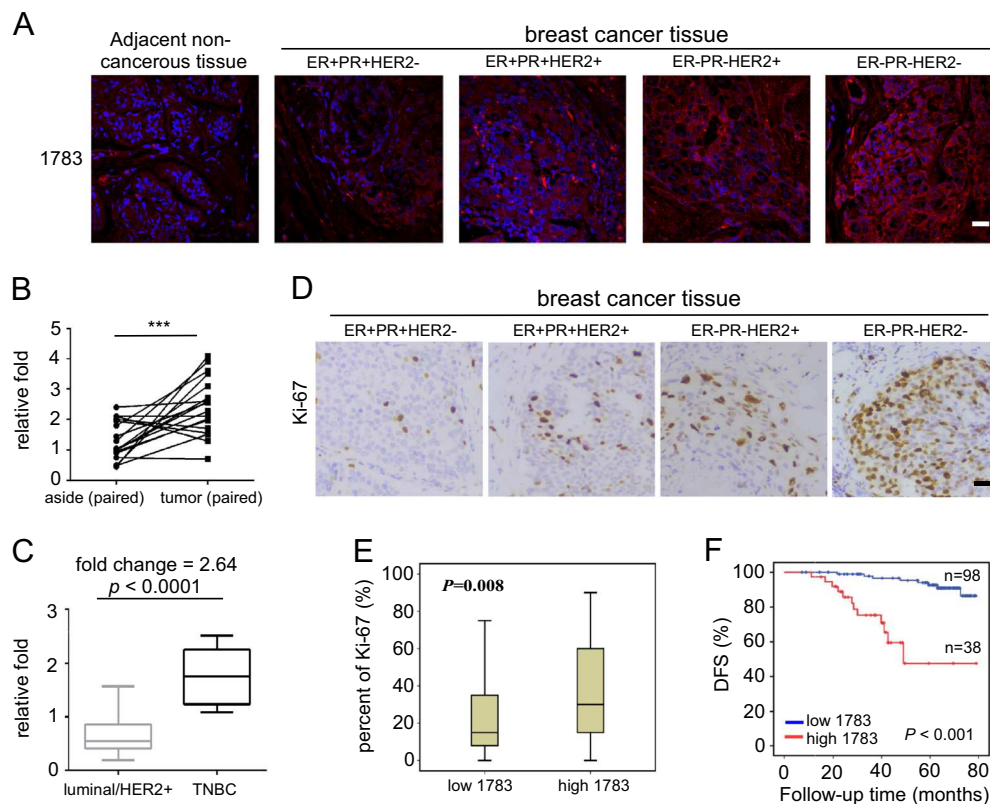 A
Adjacent non-
cancerous tissue
breast cancer tissue
ER+PR+HER2-
ER+PR+HER2+
ER-PR-HER2+
ER-PR-HER2-
1783
B
***
relative fold
5
4
3
2
1
0
aside (paired)
tumor (paired)
D
breast cancer tissue
ER+PR+HER2-
ER+PR+HER2+
ER-PR-HER2+
ER-PR-HER2-
Ki-67
C
fold change = 2.64
p < 0.0001
relative fold
3
2
1
0
luminal/HER2+
TNBC
E
P=0.008
percent of Ki-67 (%)
100
80
60
40
20
0
low 1783
high 1783
F
DFS (%)
100
80
60
40
20
0
n=98
n=38
low 1783
high 1783
P < 0.001
0 20 40 60 80
Follow-up time (months)